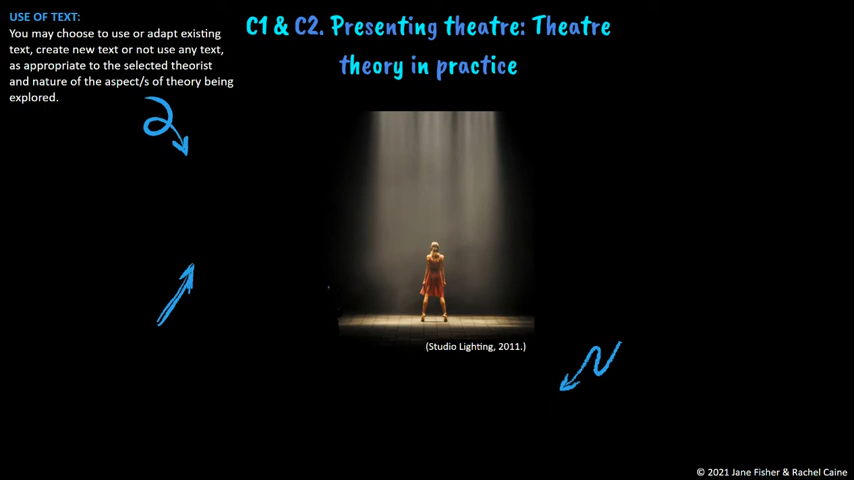 USE OF TEXT:
You may choose to use or adapt existing
text, create new text or not use any text,
as appropriate to the selected theorist
and nature of the aspect/s of theory being
explored.
C1 & C2. Presenting theatre: Theatre
theory in practice
(Studio Lighting, 2011.)
© 2021 Jane Fisher & Rachel Caine